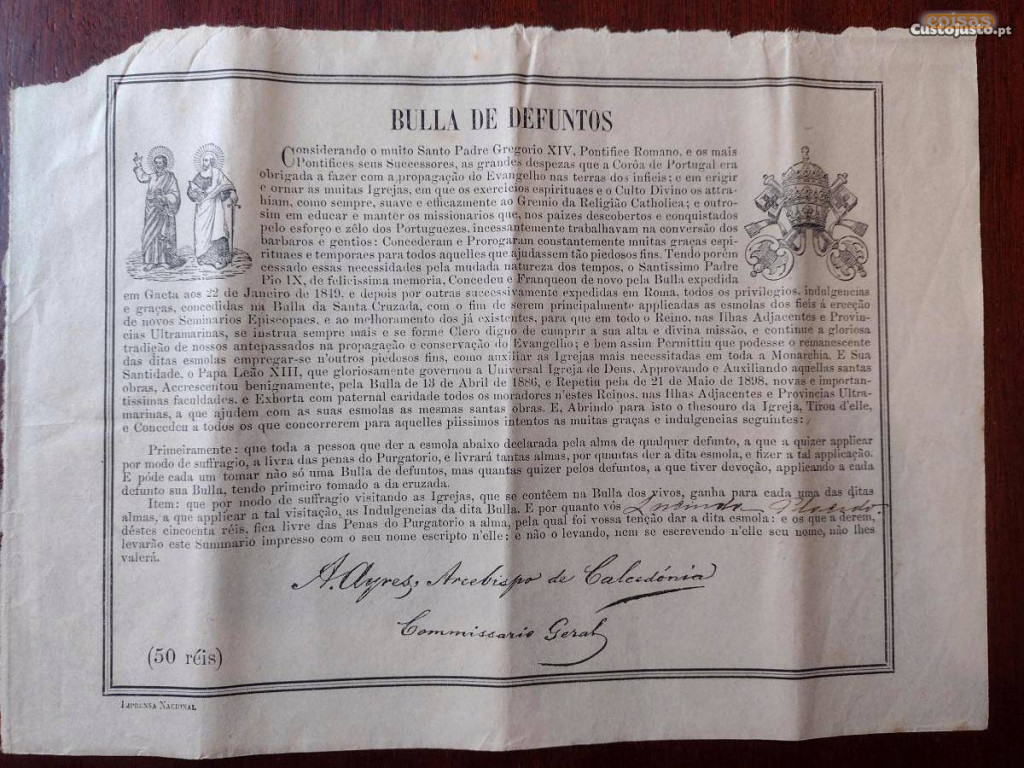 coisas
CustoJusto.pt
BULLA DE DEFUNTOS
Considerando o muito Santo Padre Gregorio XIV, Pontifice Romano, e os mais
Pontifices seus Successores, as grandes despezas que a Corôa de Portugal era
obrigada a fazer com a propagação do Evangelho nas terras dos infieis; e em erigir
e ornar as muitas Igrejas, em que os exercicios espirituaes e o Culto Divino os attra-
hiam, como sempre, suave e efficazmente ao Gremio da Religião Catholica; e outro-
sim em educar e manter os missionarios que, nos paizes descobertos e conquistados
pelo esforço e zêlo dos Portuguezes, incessantemente trabalhavam na conversão dos
barbaros e gentios: Concederam e Prorogaram constantemente muitas graças espi-
rituaes e temporaes para todos aquelles que ajudassem tão piedosos fins. Tendo porém
cessado essas necessidades pela mudada natureza dos tempos, o Santissimo Padre
Pio IX, de felicissima memoria, Concedeu e Franqueou de novo pela Bulla expedida
em Gaeta aos 22 de Janeiro de 1849, e depois por outras successivamente expedidas em Roma, todos os privilegios, indulgencias
e graças, concedidas na Bulla da Santa Cruzada, com o fim de serem principalmente applicadas as esmolas dos fieis á erecção
de novos Seminarios Episcopaes, e ao melhoramento dos já existentes, para que em todo o Reino, nas Ilhas Adjacentes e Provin-
cias Ultramarinas, se instrua sempre mais e se forme Clero digno de cumprir a sua alta e divina missão, e continue a gloriosa
tradição de nossos antepassados na propagação e conservação do Evangelho; e bem assim Permittiu que podesse o remanescente
das ditas esmolas empregar-se n'outros piedosos fins, como auxiliar as Igrejas mais necessitadas em toda a Monarchia. E Sua
Santidade, o Papa Leão XIII, que gloriosamente governou a Universal Igreja de Deus, Approvando e Auxiliando aquellas santas
obras, Accrescentou benignamente, pela Bulla de 13 de Abril de 1886, e Repetiu pela de 21 de Maio de 1898, novas e importan-
tissimas faculdades, e Exhorta com paternal caridade todos os moradores n'estes Reinos, nas Ilhas Adjacentes e Provincias Ultra-
marinas, a que ajudem com as suas esmolas as mesmas santas obras. E, Abrindo para isto o thesouro da Igreja, Tirou d'elle,
e Concedeu a todos os que concorrerem para aquelles piissimos intentos as muitas graças e indulgencias seguintes:
Primeiramente: que toda a pessoa que der a esmola abaixo declarada pela alma de qualquer defunto, a que a quizer applicar
por modo de suffragio, a livra das penas do Purgatorio, e livrará tantas almas, por quantas der a dita esmola, e fizer a tal applicação.
E póde cada um tomar não só uma Bulla de defuntos, mas quantas quizer pelos defuntos, a que tiver devoção, applicando a cada
defunto sua Bulla, tendo primeiro tomado a da cruzada.
Item: que por modo de suffragio visitando as Igrejas, que se contêem na Bulla dos vivos, ganha para cada uma das ditas
almas, a que applicar a tal visitação, as Indulgencias da dita Bulla. E por quanto vós
déstes cincoenta réis, fica livre das Penas do Purgatorio a alma, pela qual foi vossa tenção dar a dita esmola: e os que a derem,
levarão este Summario impresso com o seu nome escripto n'elle; e não o levando, nem se escrevendo n'elle seu nome, não lhes
valerá.
A. Ayres, Arcebispo de Calcedónia
Commissario Geral
(50 réis)
IMPRENSA NACIONAL